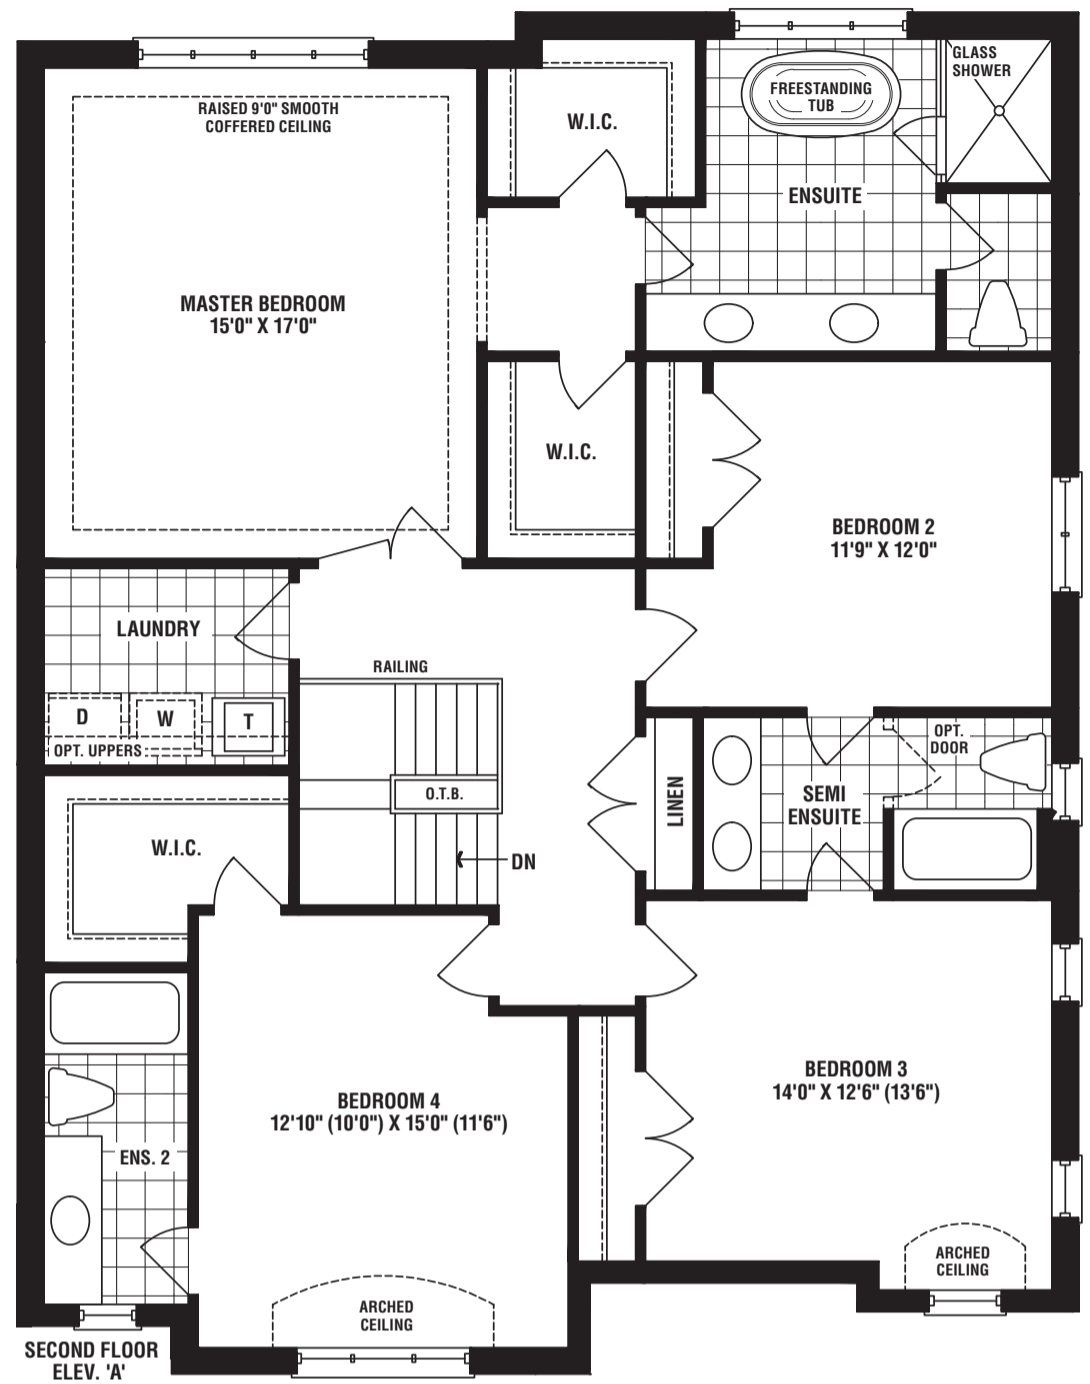 RAISED 9'0" SMOOTH
COFFERED CEILING
W.I.C.
FREESTANDING
TUB
GLASS
SHOWER
ENSUITE
MASTER BEDROOM
15'0" X 17'0"
W.I.C.
BEDROOM 2
11'9" X 12'0"
LAUNDRY
RAILING
D
W
T
OPT. UPPERS
O.T.B.
DN
LINEN
SEMI
ENSUITE
OPT.
DOOR
W.I.C.
BEDROOM 3
14'0" X 12'6" (13'6")
BEDROOM 4
12'10" (10'0") X 15'0" (11'6")
ENS. 2
ARCHED
CEILING
ARCHED
CEILING
SECOND FLOOR
ELEV. 'A'